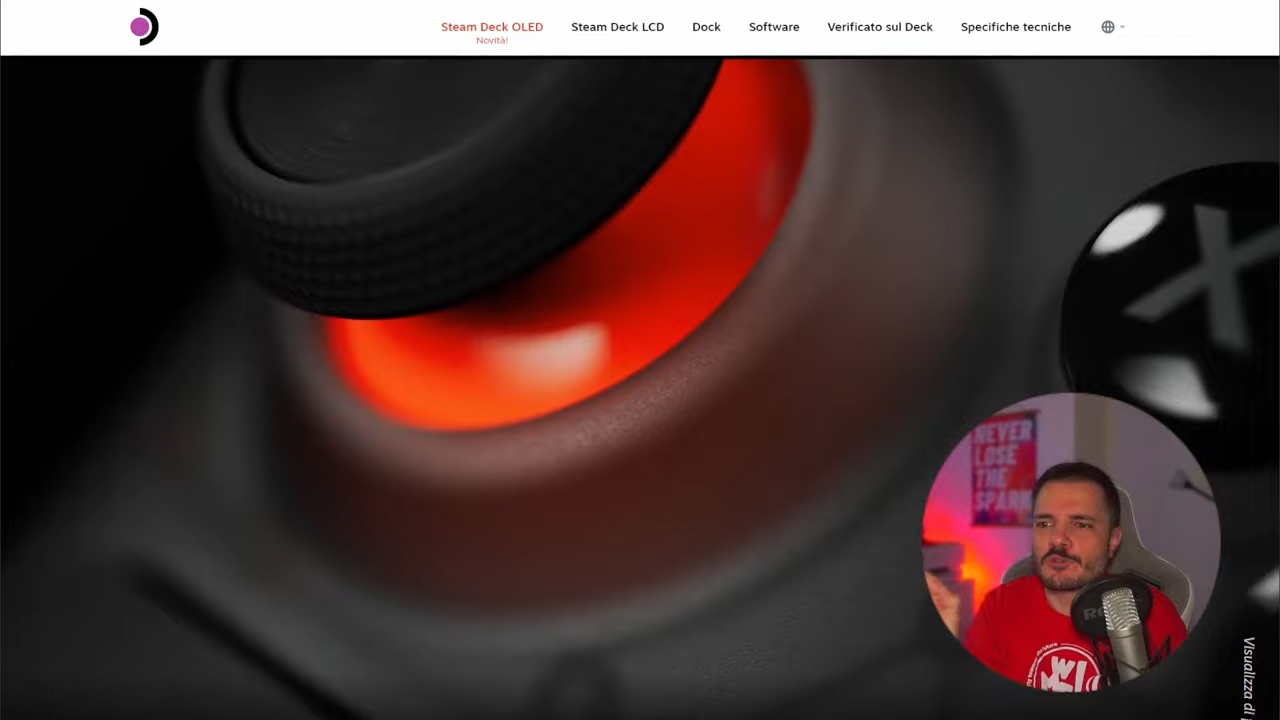 Steam Deck OLED
Novità!
Steam Deck LCD
Dock
Software
Verificato sul Deck
Specifiche tecniche
X
NEVER
LOSE
THE
SPARK
Visualizza di